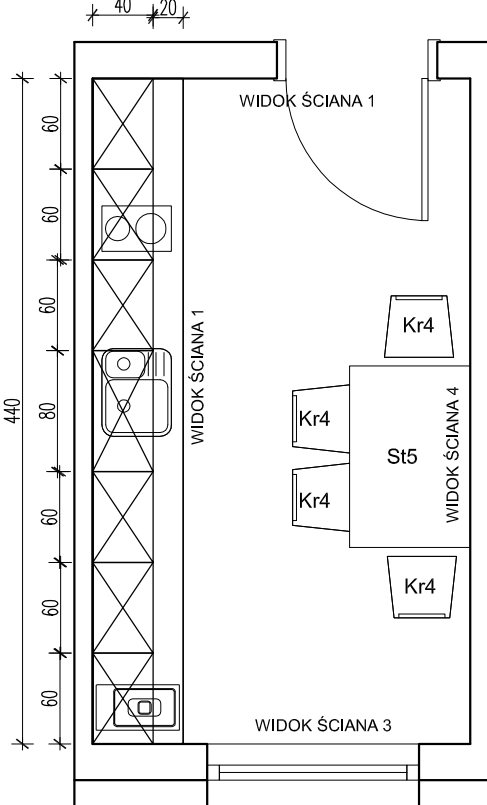 40 20
WIDOK ŚCIANA 1
60
60
60
80
60
60
60
440
WIDOK ŚCIANA 1
Kr4
Kr4
Kr4
St5
WIDOK ŚCIANA 4
Kr4
WIDOK ŚCIANA 3